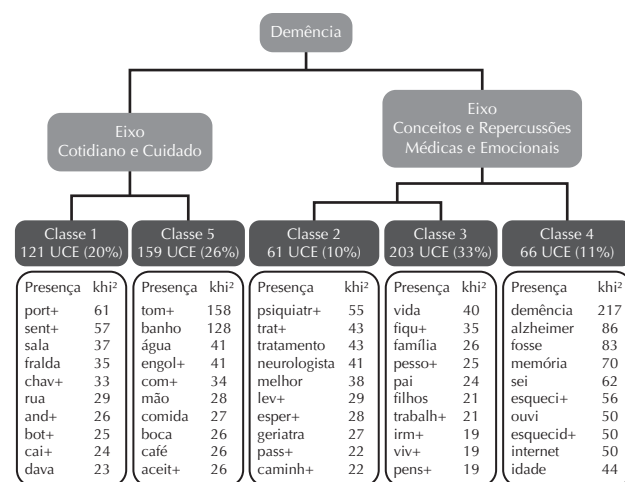 Demência
Eixo
Cotidiano e Cuidado
Eixo
Conceitos e Repercussões
Médicas e Emocionais
Classe 1
121 UCE (20%)
Presença khi²
port+ 61
sent+ 57
sala 37
fralda 35
chav+ 33
rua 29
and+ 26
bot+ 25
cai+ 24
dava 23
Classe 5
159 UCE (26%)
Presença khi²
tom+ 158
banho 128
água 41
engol+ 41
com+ 34
mão 28
comida 27
boca 26
café 26
aceit+ 26
Classe 2
61 UCE (10%)
Presença khi²
psiquiatr+ 55
trat+ 43
tratamento 43
neurologista 41
melhor 38
lev+ 29
esper+ 28
geriatra 27
pass+ 22
caminh+ 22
Classe 3
203 UCE (33%)
Presença khi²
vida 40
fiqu+ 35
família 26
pesso+ 25
pai 24
filhos 21
trabalh+ 21
irm+ 19
viv+ 19
pens+ 19
Classe 4
66 UCE (11%)
Presença khi²
demência 217
alzheimer 86
fosse 83
memória 70
sei 62
esqueci+ 56
ouvi 50
esquecid+ 50
internet 50
idade 44